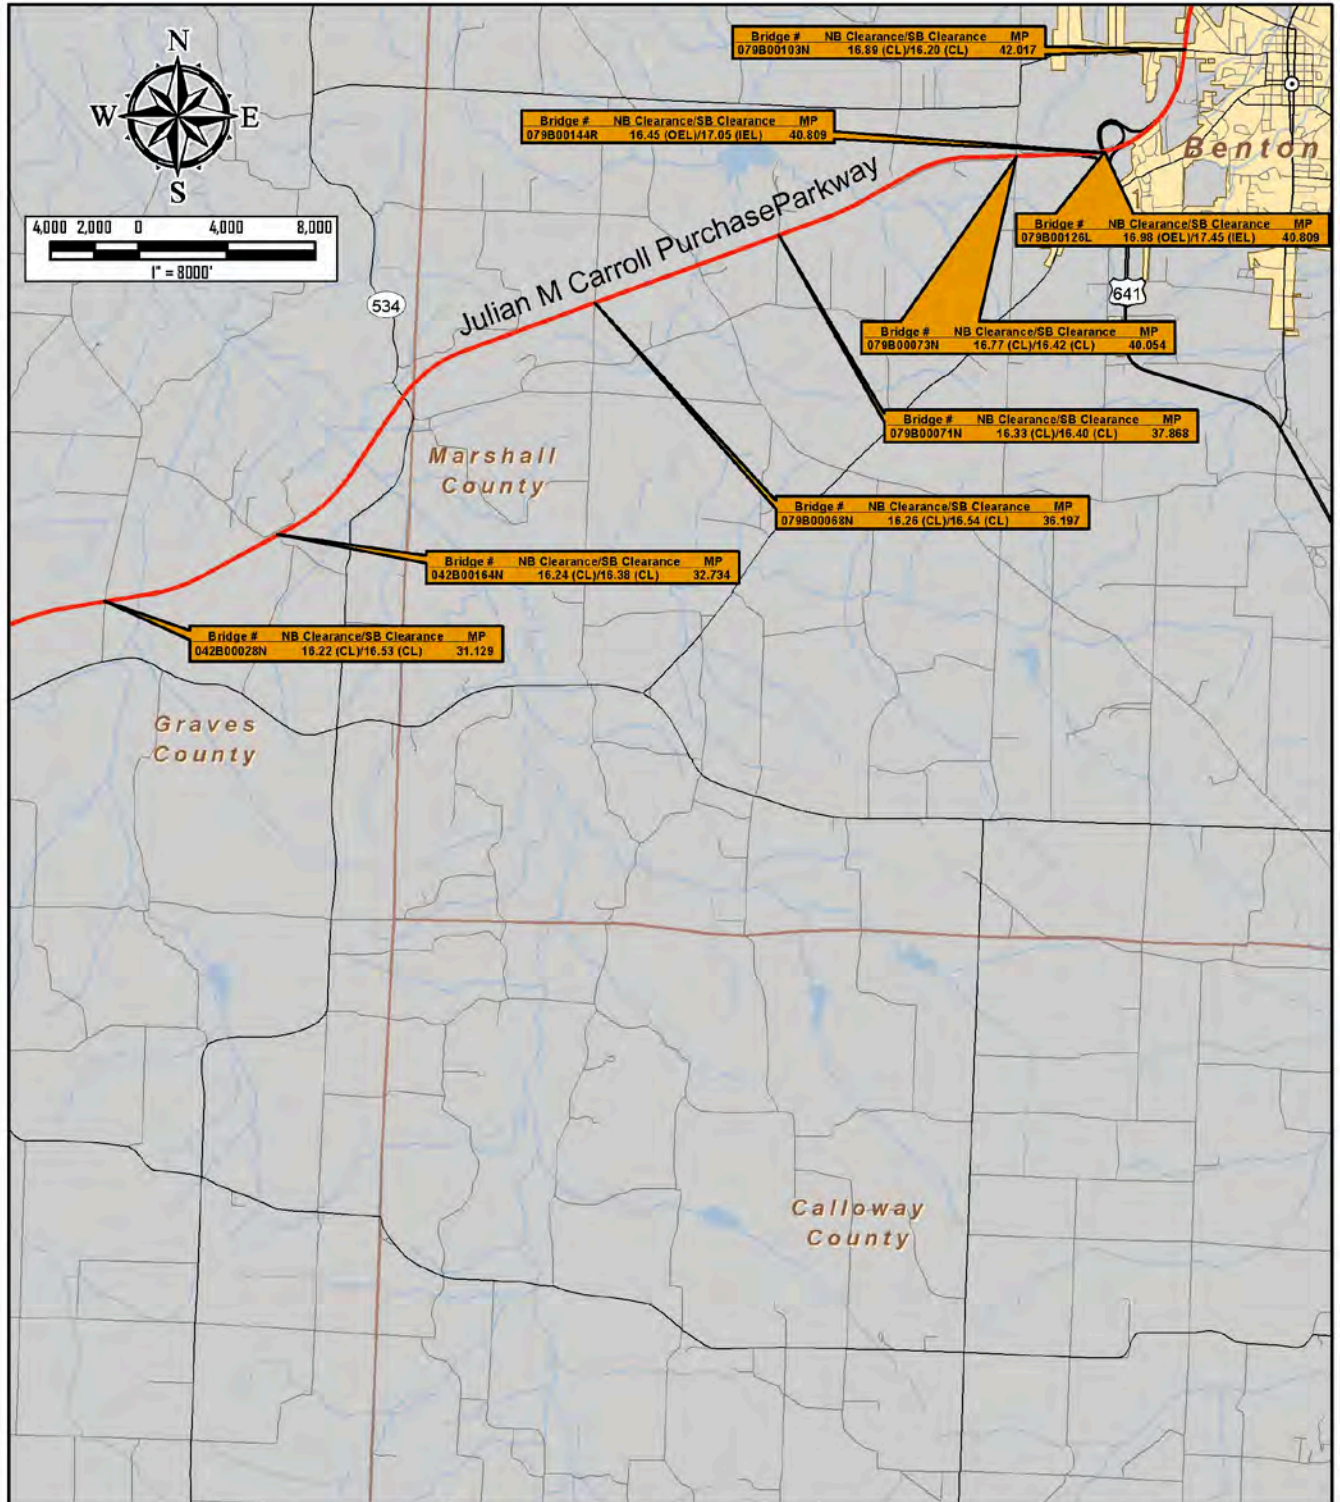 Bridge # NB Clearance/SB Clearance MP
079B00103N 16.89 (CL)/16.20 (CL) 42.017
N
W E
S
Bridge # NB Clearance/SB Clearance MP
079B00144R 16.45 (OEL)/17.05 (IEL) 40.809
Benton
4,000 2,000 0 4,000 8,000
1" = 8000'
Julian M Carroll PurchaseParkway
Bridge # NB Clearance/SB Clearance MP
079B00126L 16.98 (OEL)/17.45 (IEL) 40.809
534
641
Bridge # NB Clearance/SB Clearance MP
079B00073N 16.77 (CL)/16.42 (CL) 40.054
Bridge # NB Clearance/SB Clearance MP
079B00071N 16.33 (CL)/16.40 (CL) 37.868
Marshall
County
Bridge # NB Clearance/SB Clearance MP
079B00068N 16.26 (CL)/16.54 (CL) 36.197
Bridge # NB Clearance/SB Clearance MP
042B00164N 16.24 (CL)/16.38 (CL) 32.734
Bridge # NB Clearance/SB Clearance MP
042B00028N 16.22 (CL)/16.53 (CL) 31.129
Graves
County
Calloway
County